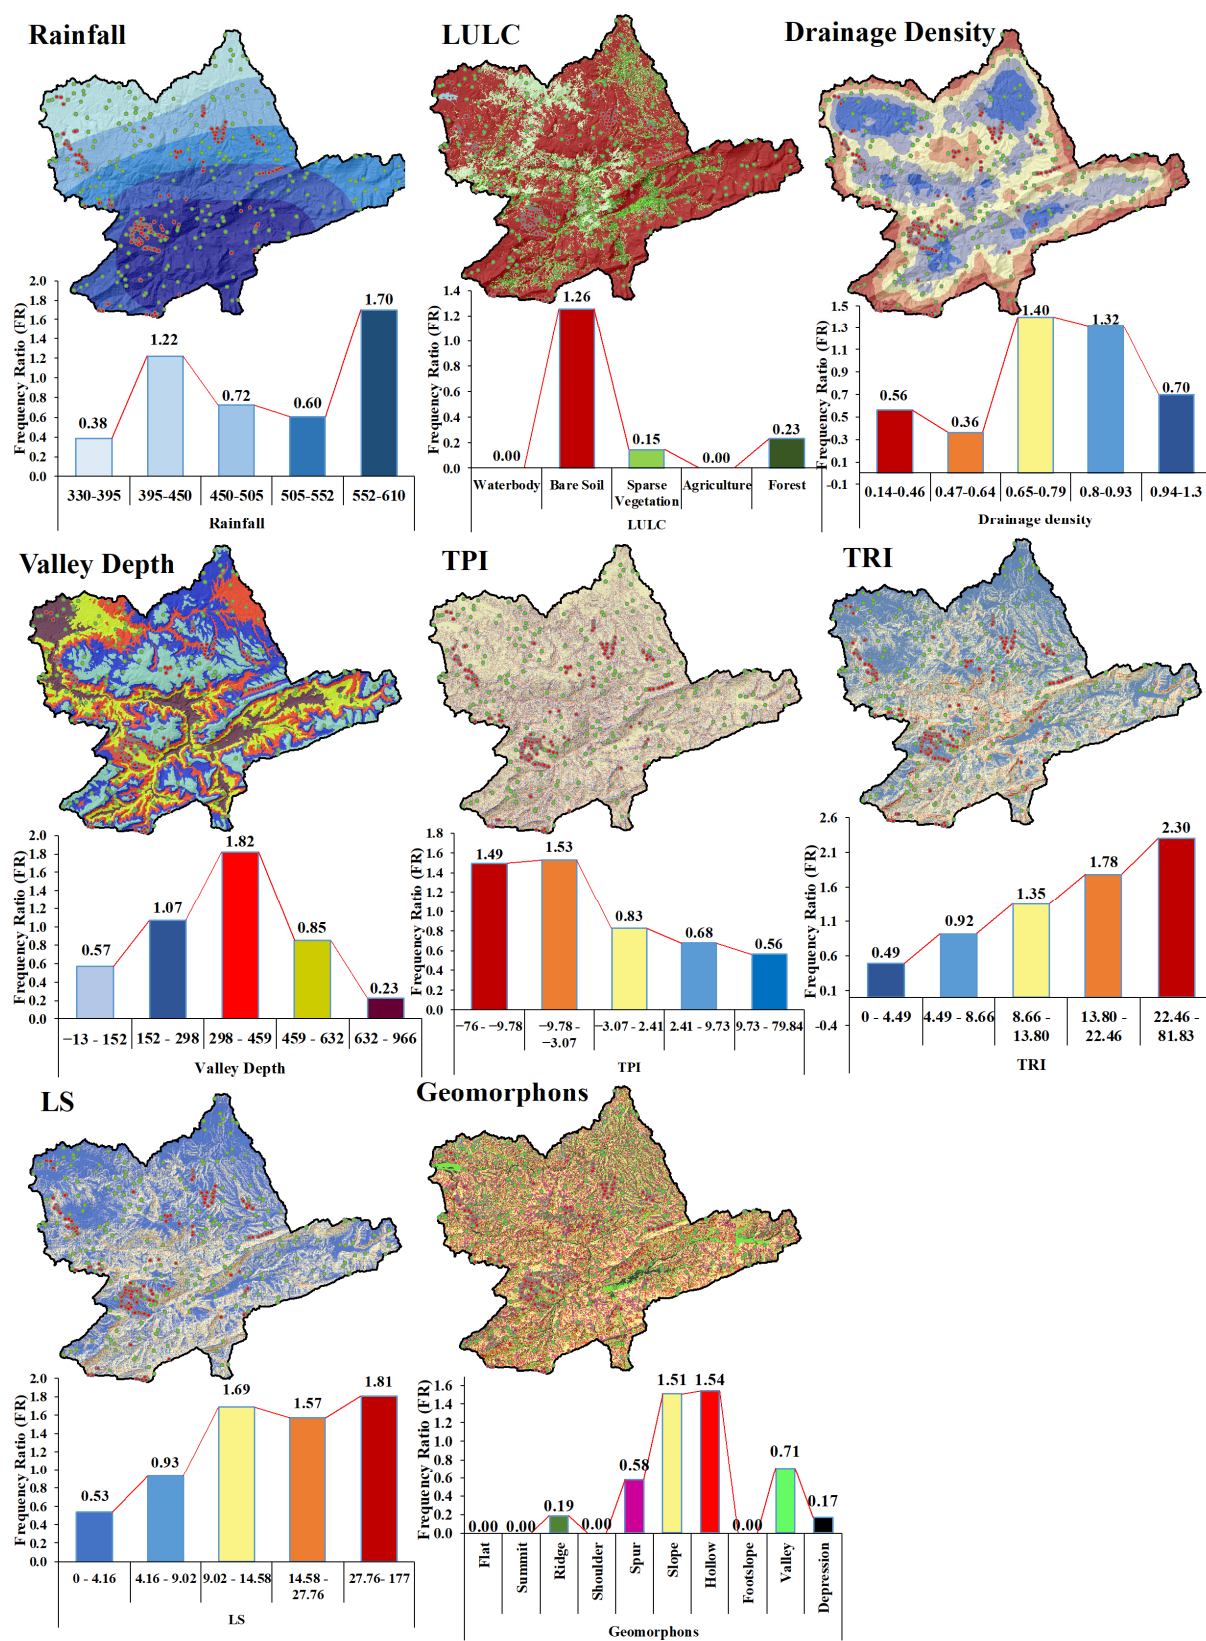 Rainfall
LULC
Drainage Density
Frequency Ratio (FR)
2.0
1.8
1.6
1.4
1.2
1.0
0.8
0.6
0.4
0.2
0.0
0.38
1.22
0.72
0.60
1.70
330-395
395-450
450-505
505-552
552-610
Rainfall
Frequency Ratio (FR)
1.4
1.2
1.0
0.8
0.6
0.4
0.2
0.0
0.00
1.26
0.15
0.00
0.23
Waterbody
Bare Soil
Sparse
Vegetation
Agriculture
Forest
LULC
Frequency Ratio (FR)
1.5
1.3
1.1
0.9
0.7
0.5
0.3
0.1
-0.1
0.56
0.36
1.40
1.32
0.70
0.14-0.46
0.47-0.64
0.65-0.79
0.8-0.93
0.94-1.3
Drainage density
Valley Depth
TPI
TRI
Frequency Ratio (FR)
2.0
1.8
1.6
1.4
1.2
1.0
0.8
0.6
0.4
0.2
0.0
0.57
1.07
1.82
0.85
0.23
−13 - 152
152 - 298
298 - 459
459 - 632
632 - 966
Valley Depth
Frequency Ratio (FR)
1.8
1.6
1.4
1.2
1.0
0.8
0.6
0.4
0.2
0.0
1.49
1.53
0.83
0.68
0.56
−76 - −9.78
−9.78 -
−3.07
−3.07 - 2.41
2.41 - 9.73
9.73 - 79.84
TPI
Frequency Ratio (FR)
2.6
2.1
1.6
1.1
0.6
0.1
-0.4
0.49
0.92
1.35
1.78
2.30
0 - 4.49
4.49 - 8.66
8.66 -
13.80
13.80 -
22.46
22.46 -
81.83
TRI
LS
Geomorphons
Frequency Ratio (FR)
2.0
1.8
1.6
1.4
1.2
1.0
0.8
0.6
0.4
0.2
0.0
0.53
0.93
1.69
1.57
1.81
0 - 4.16
4.16 - 9.02
9.02 - 14.58
14.58 -
27.76
27.76- 177
LS
Frequency Ratio (FR)
1.6
1.4
1.2
1.0
0.8
0.6
0.4
0.2
0.0
0.00
0.00
0.19
0.00
0.58
1.51
1.54
0.00
0.71
0.17
Flat
Summit
Ridge
Shoulder
Spur
Slope
Hollow
Footslope
Valley
Depression
Geomorphons